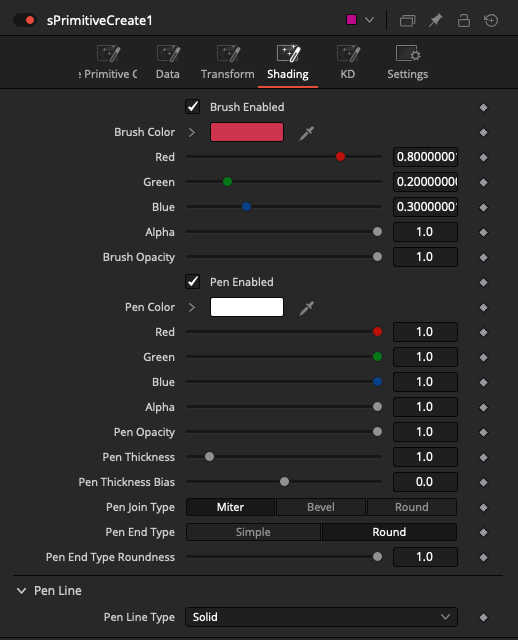 sPrimitiveCreate1
e Primitive C Data Transform Shading KD Settings
Brush Enabled
Brush Color
Red 0.8000000
Green 0.2000000
Blue 0.3000000
Alpha 1.0
Brush Opacity 1.0
Pen Enabled
Pen Color
Red 1.0
Green 1.0
Blue 1.0
Alpha 1.0
Pen Opacity 1.0
Pen Thickness 1.0
Pen Thickness Bias 0.0
Pen Join Type Miter Bevel Round
Pen End Type Simple Round
Pen End Type Roundness 1.0
Pen Line
Pen Line Type Solid